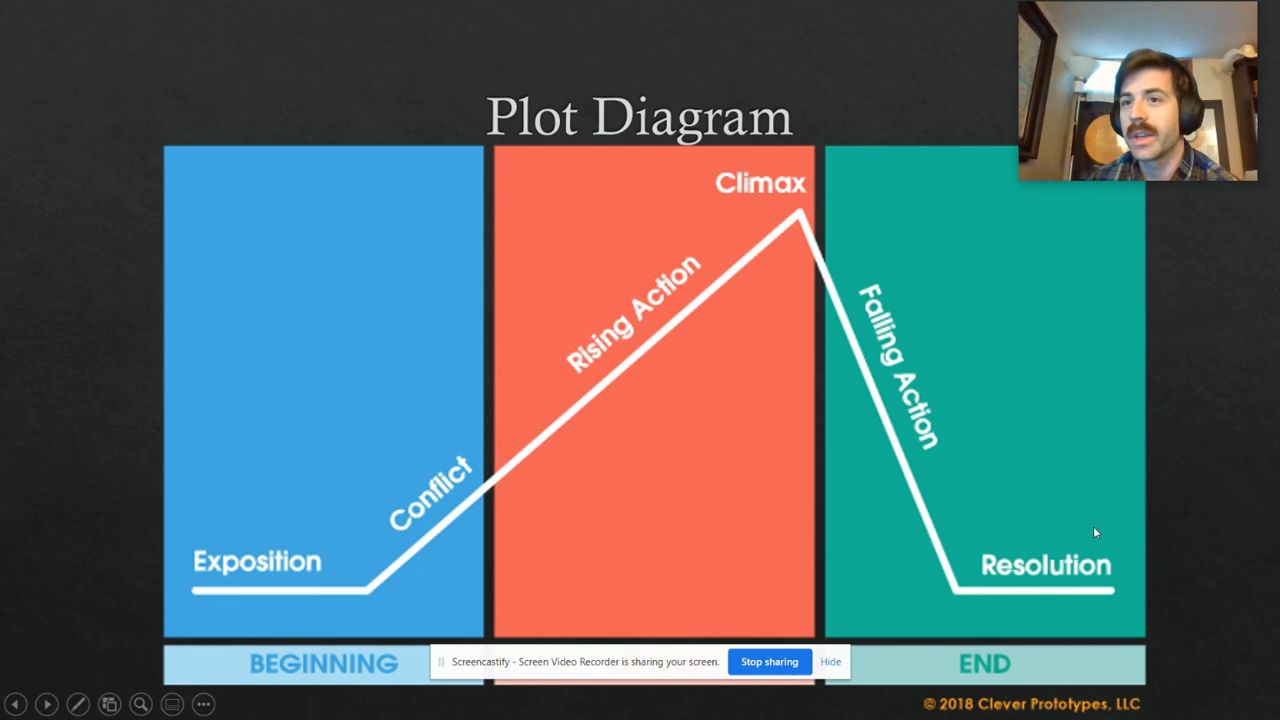 Plot Diagram
Climax
Rising Action
Falling Action
Conflict
Exposition
Resolution
BEGINNING
Screencastify - Screen Video Recorder is sharing your screen.
Stop sharing
Hide
END
© 2018 Clever Prototypes, LLC